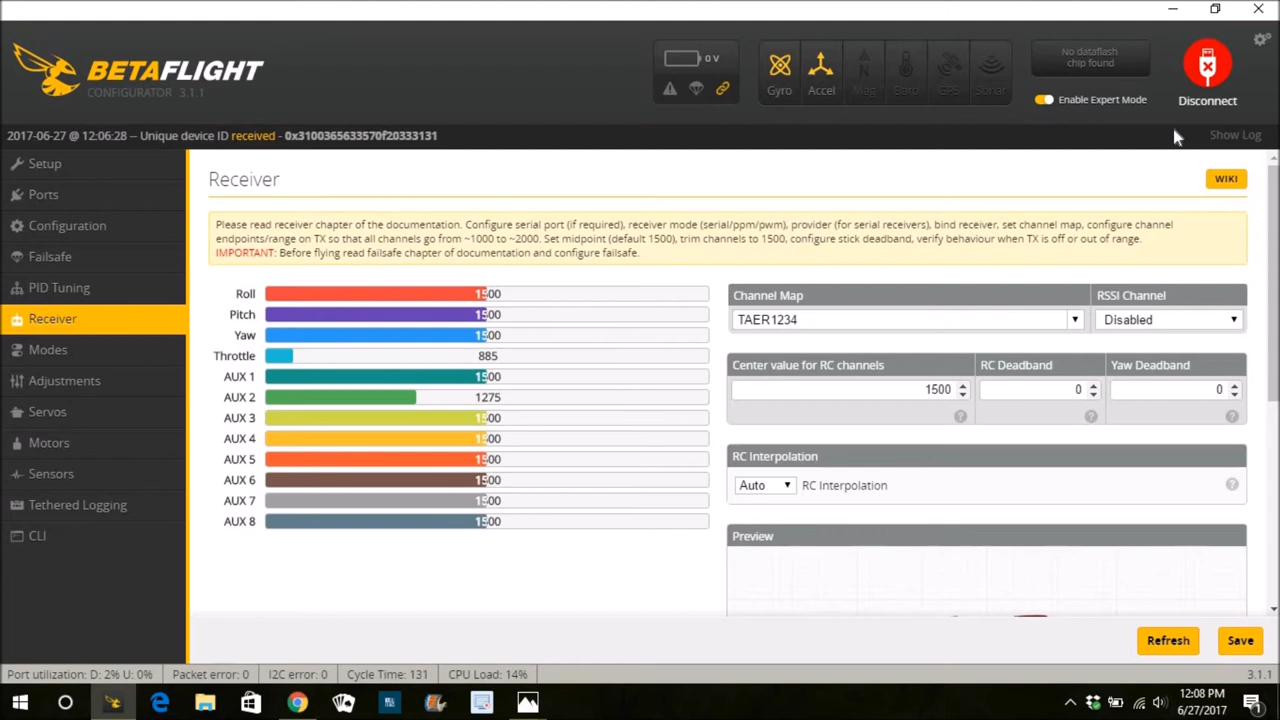 BETAFLIGHT
CONFIGURATOR 3.1.1
0 V
Gyro
Accel
Mag
Baro
GPS
Sonar
No dataflash
chip found
Enable Expert Mode
Disconnect
2017-06-27 @ 12:06:28 -- Unique device ID received - 0x3100365633570f20333131
Show Log
Setup
Ports
Configuration
Failsafe
PID Tuning
Receiver
Modes
Adjustments
Servos
Motors
Sensors
Tethered Logging
CLI
Receiver
WIKI
Please read receiver chapter of the documentation. Configure serial port (if required), receiver mode (serial/ppm/pwm), provider (for serial receivers), bind receiver, set channel map, configure channel
endpoints/range on TX so that all channels go from ~1000 to ~2000. Set midpoint (default 1500), trim channels to 1500, configure stick deadband, verify behaviour when TX is off or out of range.
IMPORTANT: Before flying read failsafe chapter of documentation and configure failsafe.
Roll 1500
Pitch 1500
Yaw 1500
Throttle 885
AUX 1 1500
AUX 2 1275
AUX 3 1500
AUX 4 1500
AUX 5 1500
AUX 6 1500
AUX 7 1500
AUX 8 1500
Channel Map RSSI Channel
TAER1234 Disabled
Center value for RC channels RC Deadband Yaw Deadband
1500 0 0
RC Interpolation
Auto RC Interpolation
Preview
Refresh Save
Port utilization: D: 2% U: 0% Packet error: 0 I2C error: 0 Cycle Time: 131 CPU Load: 14% 3.1.1
12:08 PM
6/27/2017
1